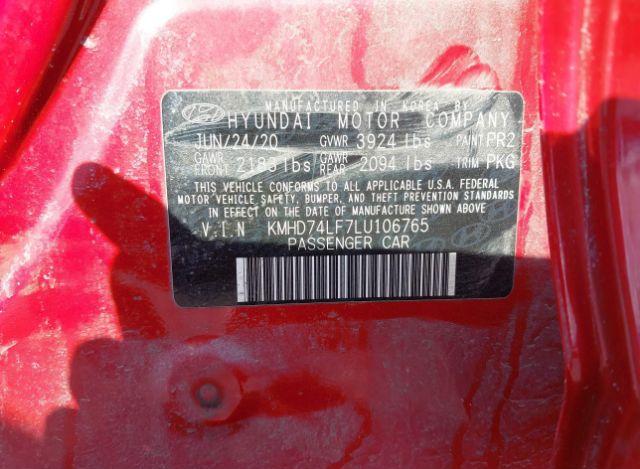 MANUFACTURED IN KOREA BY
HYUNDAI MOTOR COMPANY
JUN/24/20 GVWR 3924 lbs PAINT PR2
GAWR FRONT 2183 lbs GAWR REAR 2094 lbs TRIM PKG
THIS VEHICLE CONFORMS TO ALL APPLICABLE U.S.A. FEDERAL
MOTOR VEHICLE SAFETY, BUMPER, AND THEFT PREVENTION STANDARDS
IN EFFECT ON THE DATE OF MANUFACTURE SHOWN ABOVE.
V.I.N KMHD74LF7LU106765
PASSENGER CAR